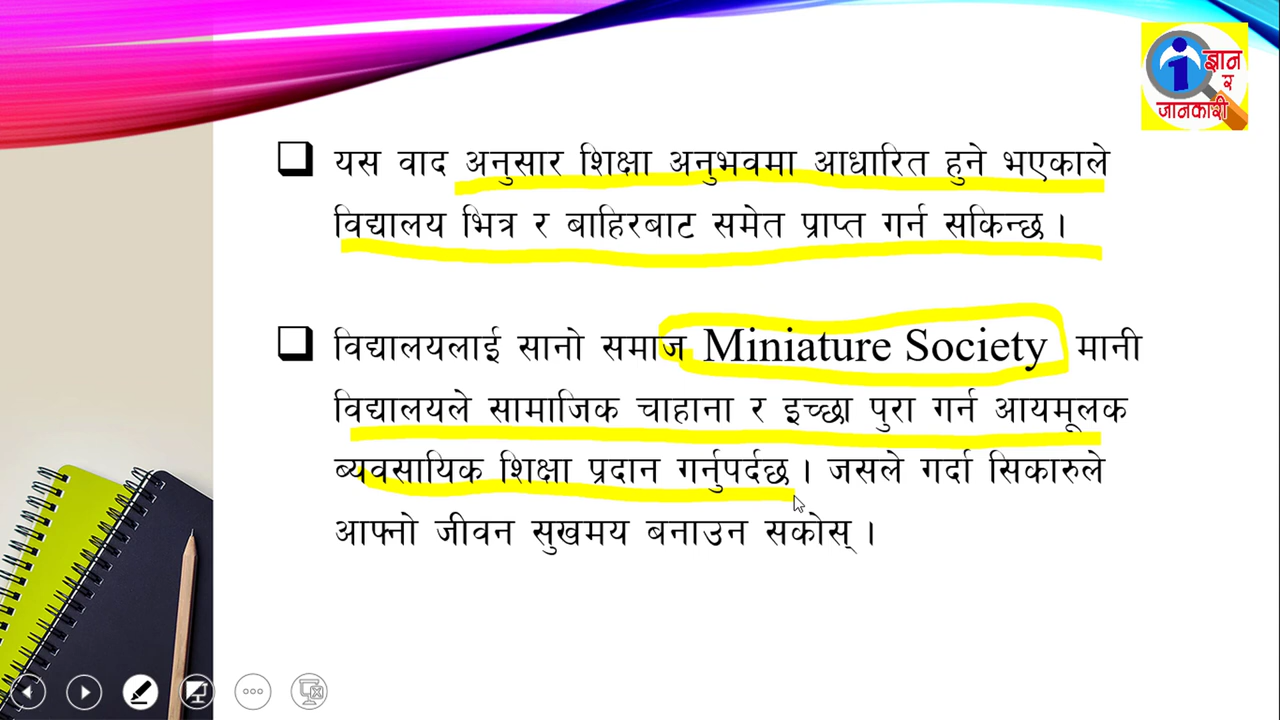 ज्ञान
र
जानकारी
यस वाद अनुसार शिक्षा अनुभवमा आधारित हुने भएकाले
विद्यालय भित्र र बाहिरबाट समेत प्राप्त गर्न सकिन्छ ।
विद्यालयलाई सानो समाज Miniature Society मानी
विद्यालयले सामाजिक चाहाना र इच्छा पुरा गर्न आयमूलक
ब्यवसायिक शिक्षा प्रदान गर्नुपर्दछ । जसले गर्दा सिकारुले
आफ्नो जीवन सुखमय बनाउन सकोस् ।